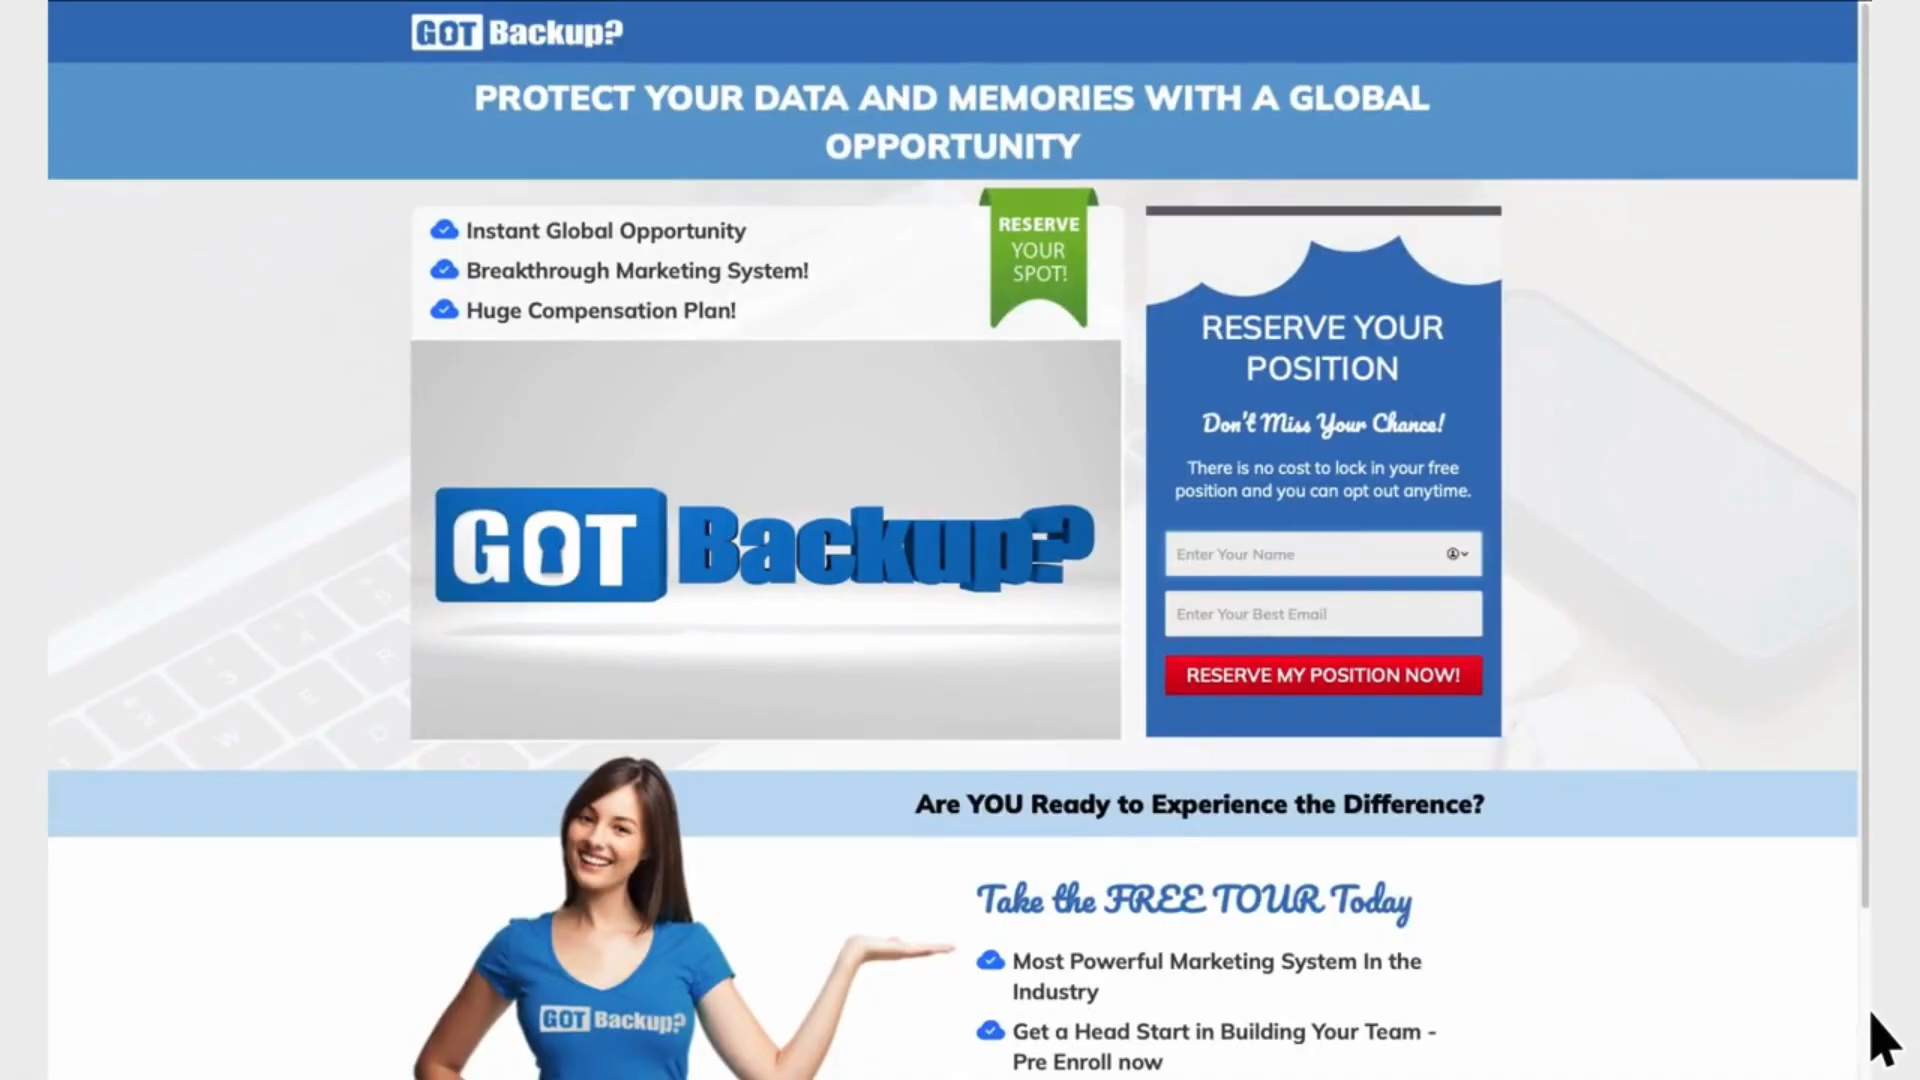 GOT Backup?
PROTECT YOUR DATA AND MEMORIES WITH A GLOBAL
OPPORTUNITY
Instant Global Opportunity
Breakthrough Marketing System!
Huge Compensation Plan!
RESERVE
YOUR
SPOT!
GOT Backup?
RESERVE YOUR
POSITION
Don't Miss Your Chance!
There is no cost to lock in your free
position and you can opt out anytime.
Enter Your Name
Enter Your Best Email
RESERVE MY POSITION NOW!
Are YOU Ready to Experience the Difference?
Take the FREE TOUR Today
Most Powerful Marketing System In the
Industry
Get a Head Start in Building Your Team -
Pre Enroll now
GOT Backup?